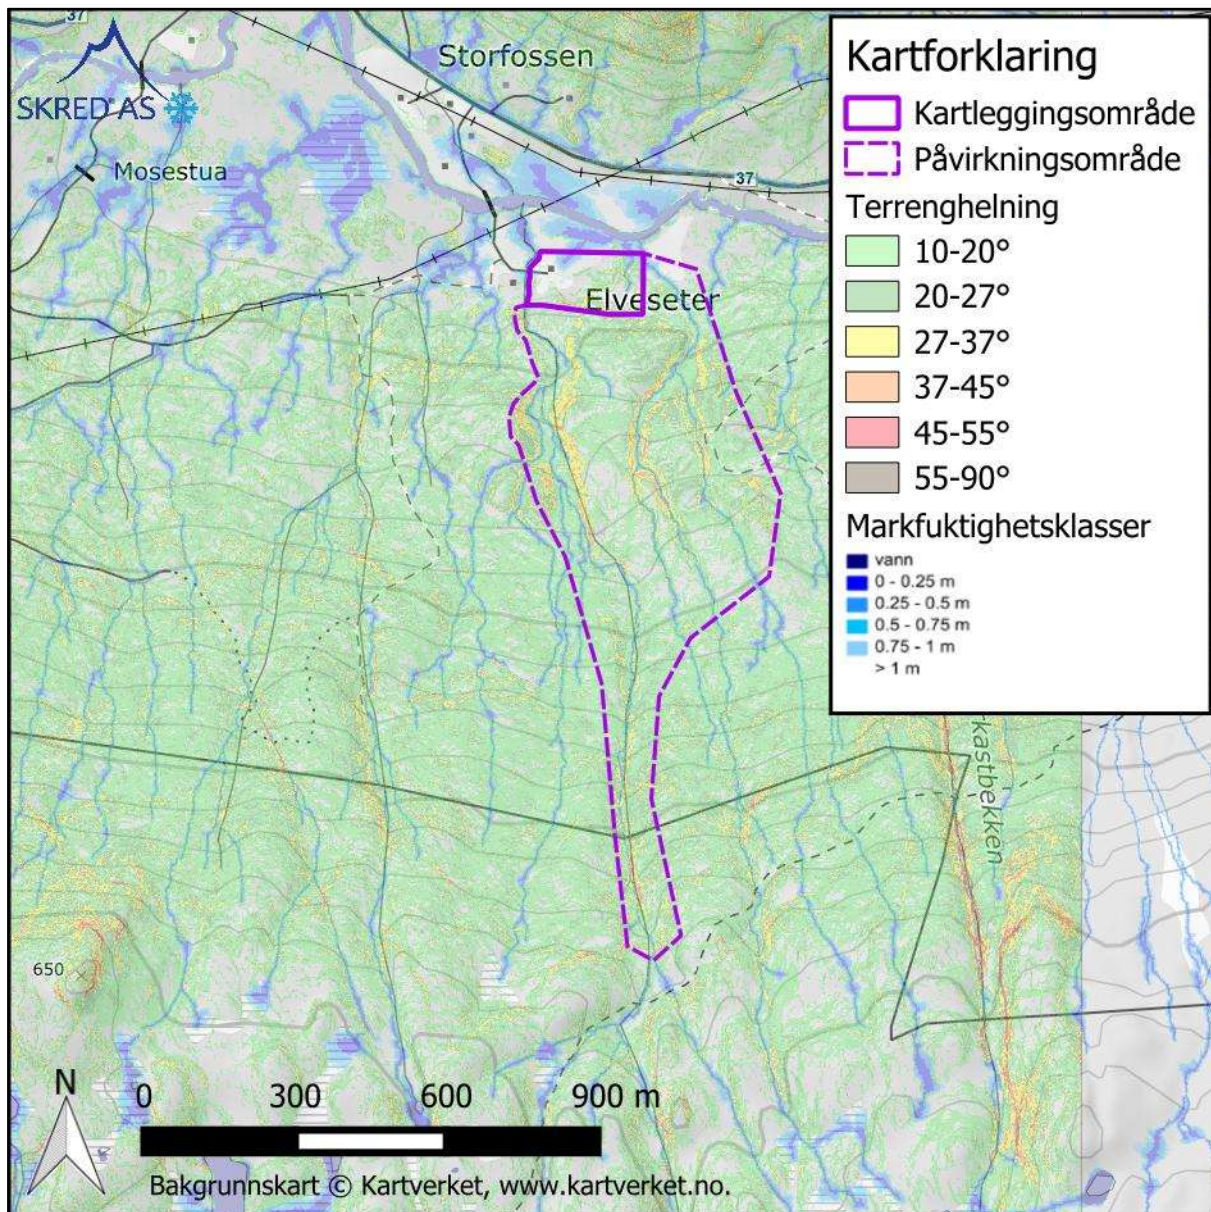 37
SKRED AS
Storfossen
Mosestua
37
Elveseter
Kartforklaring
Kartleggingsområde
Påvirkningsområde
Terrenghelning
10-20°
20-27°
27-37°
37-45°
45-55°
55-90°
Markfuktighetsklasser
vann
0 - 0.25 m
0.25 - 0.5 m
0.5 - 0.75 m
0.75 - 1 m
> 1 m
rkastbekken
650
N
0 300 600 900 m
Bakgrunnskart © Kartverket, www.kartverket.no.